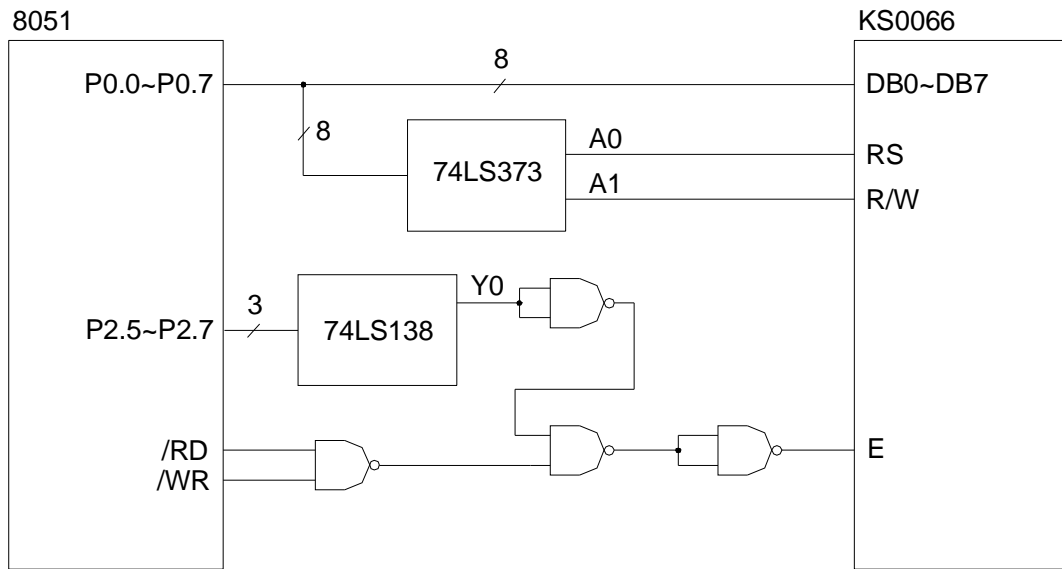 8051
KS0066
P0.0~P0.7
8
DB0~DB7
8
74LS373
A0
RS
A1
R/W
Y0
3
P2.5~P2.7
74LS138
/RD
/WR
E